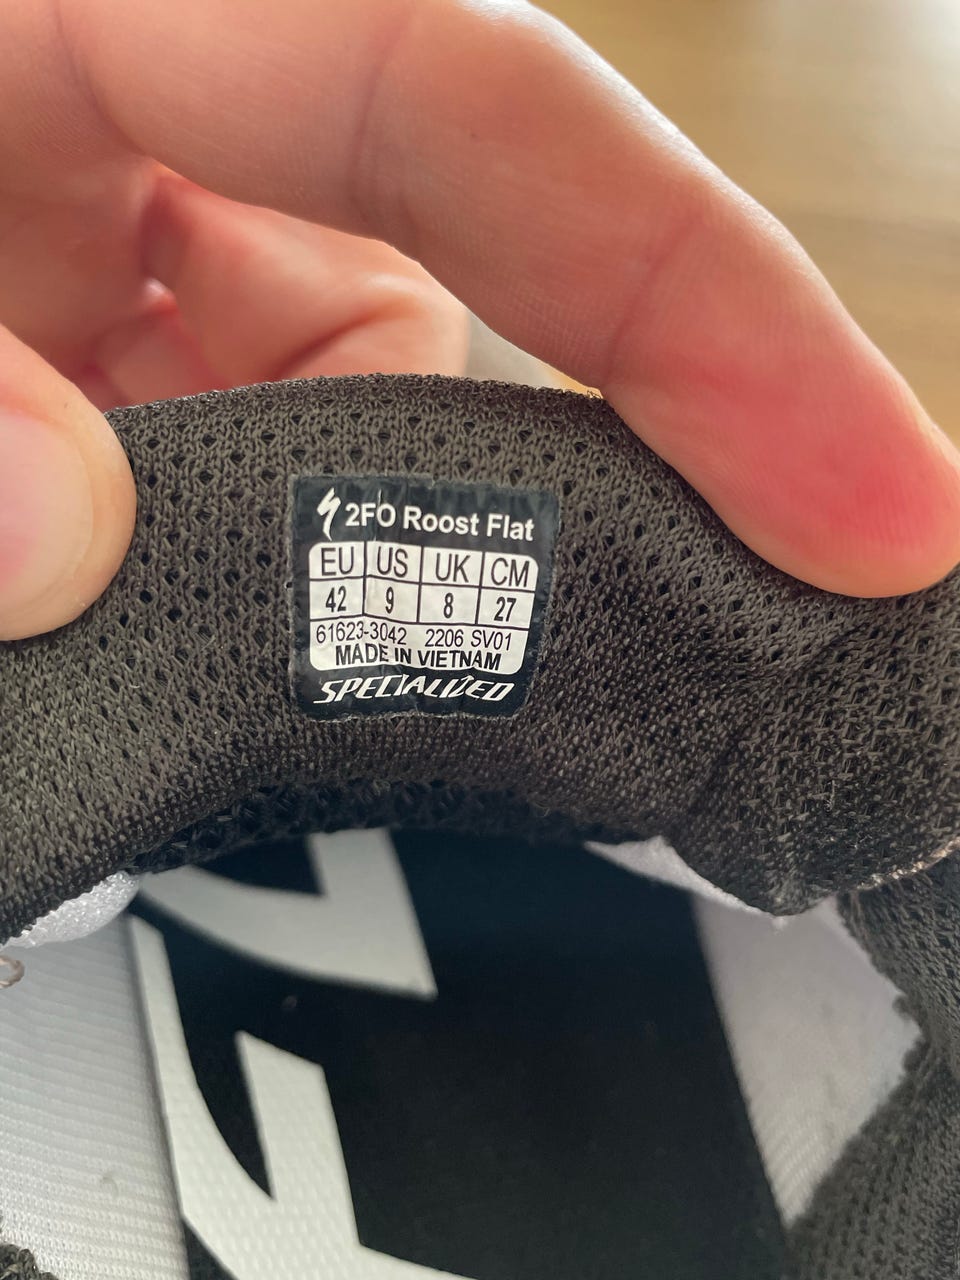 2FO Roost Flat
EU US UK CM
42 9 8 27
61623-3042 2206 SV01
MADE IN VIETNAM
SPECIALIZED